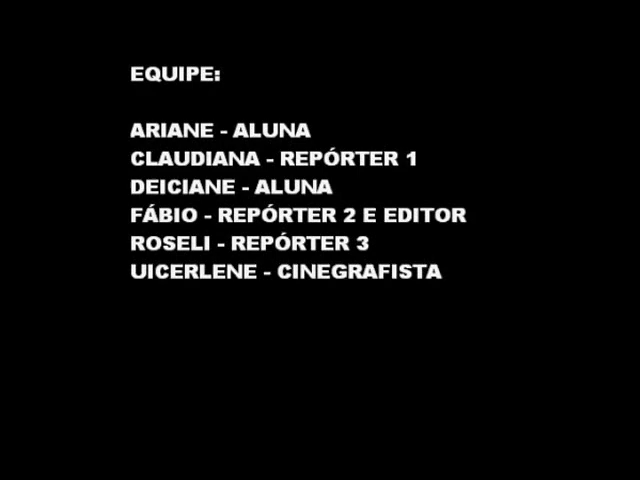 EQUIPE:
ARIANE - ALUNA
CLAUDIANA - REPÓRTER 1
DEICIANE - ALUNA
FÁBIO - REPÓRTER 2 E EDITOR
ROSELI - REPÓRTER 3
UICERLENE - CINEGRAFISTA